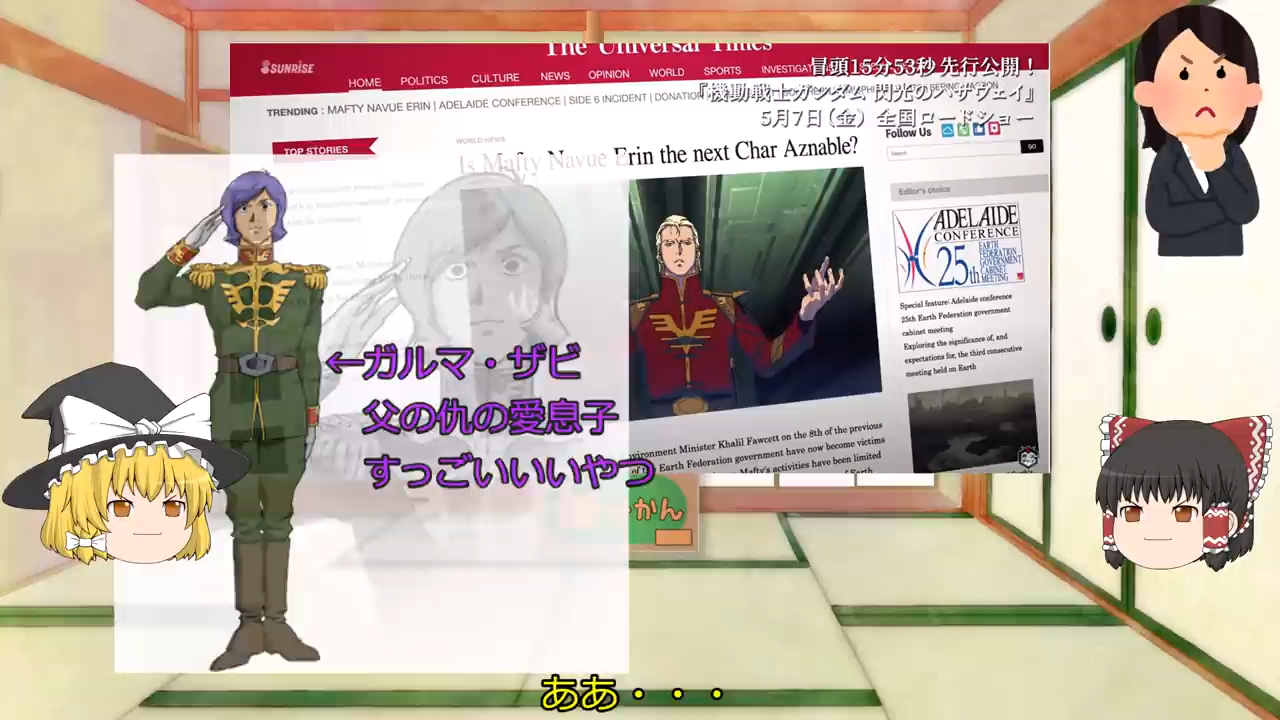 The Universal Times
SUNRISE
HOME POLITICS CULTURE NEWS OPINION WORLD SPORTS
冒頭15分53秒 先行公開！
『機動戦士ガンダム 閃光のハサウェイ』
5月7日(金) 全国ロードショー
TRENDING : MAFTY NAVUE ERIN | ADELAIDE CONFERENCE | SIDE 6 INCIDENT |
Follow Us
TOP STORIES
WORLD NEWS
Is Mafty Navue Erin the next Char Aznable?
Search
GO
Editor's choice
ADELAIDE
CONFERENCE
25th
EARTH
FEDERATION
GOVERNMENT
CABINET
MEETING
Special feature: Adelaide conference
25th Earth Federation government
cabinet meeting
Exploring the significance of, and
expectations for, the third consecutive
meeting held on Earth
←ガルマ・ザビ
父の仇の愛息子
すっごいいいやつ
Minister Khalil Fawcett on the 8th of the previous
Earth Federation government have now become victims
Mafty's activities have been limited
かん
ああ・・・